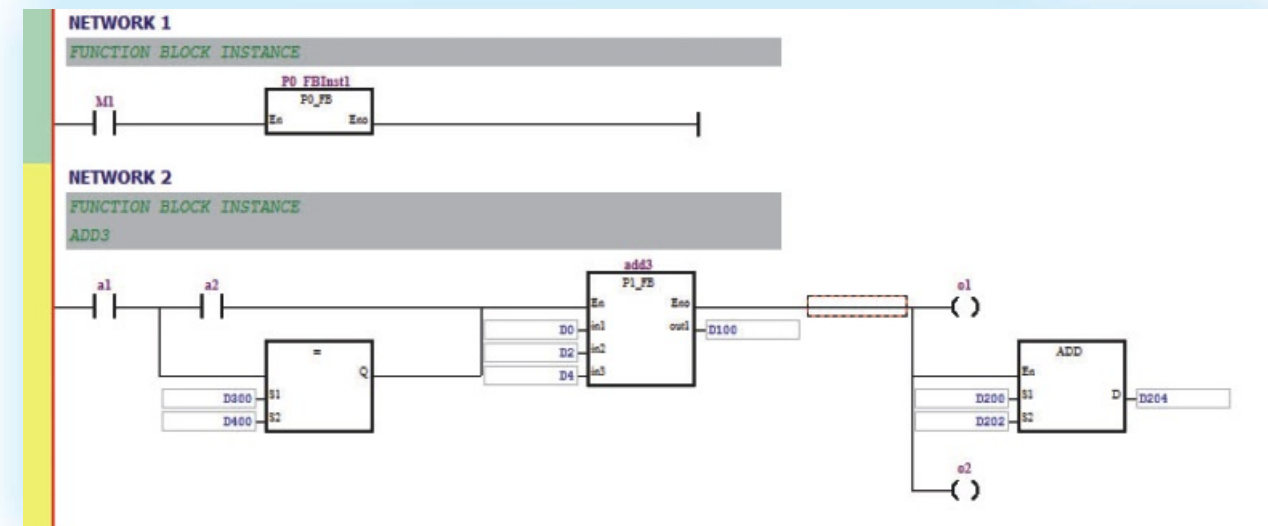 NETWORK 1
FUNCTION BLOCK INSTANCE
P0_FBInst1
M1
P0_FB
En Eno
NETWORK 2
FUNCTION BLOCK INSTANCE
ADD3
add3
a1 a2 P1_FB o1
En Eno
D0 in1 out1 D100
D2 in2
= ADD
D4 in3
Q En
D300 S1 D200 S1 D D204
D400 S2 D202 S2
o2